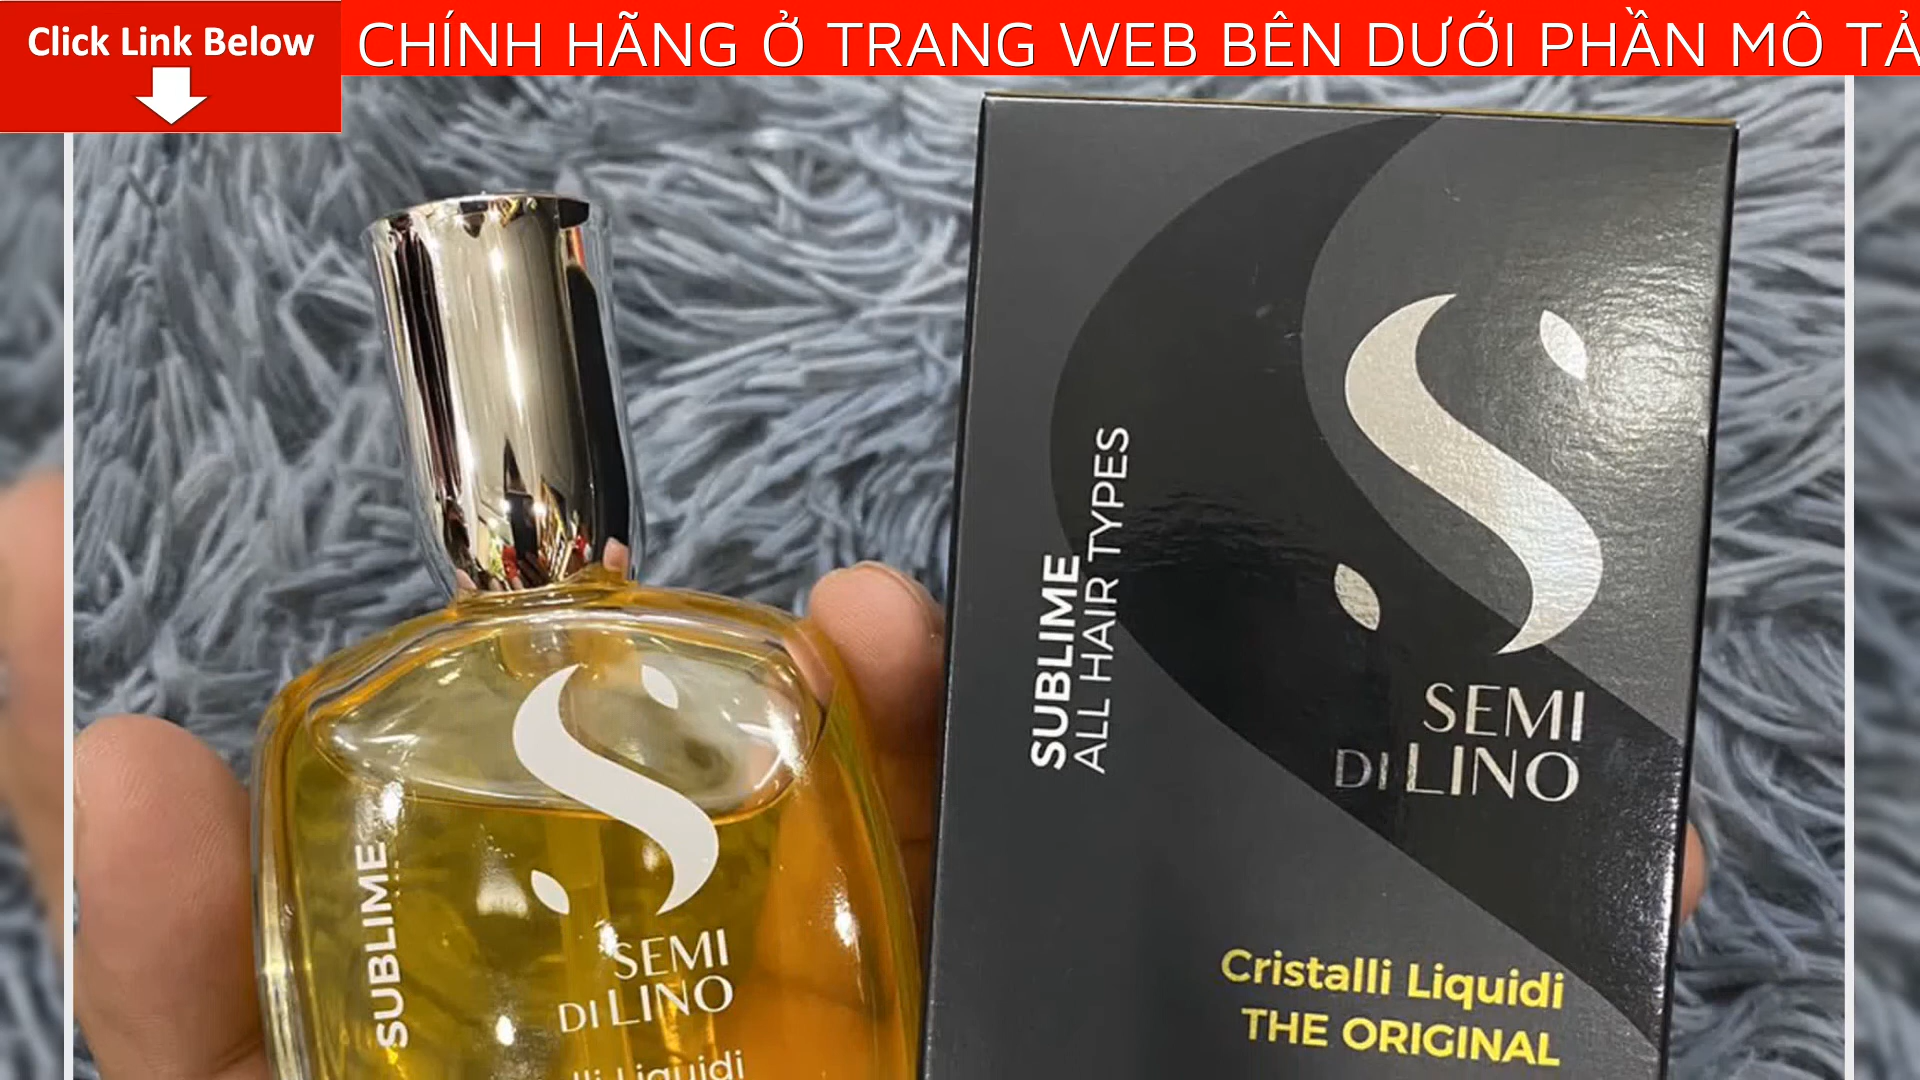 Click Link Below
CHÍNH HÃNG Ở TRANG WEB BÊN DƯỚI PHẦN MÔ TẢ
SUBLIME
SEMI
DI LINO
Liquidi
SUBLIME
ALL HAIR TYPES
SEMI
DI LINO
Cristalli Liquidi
THE ORIGINAL